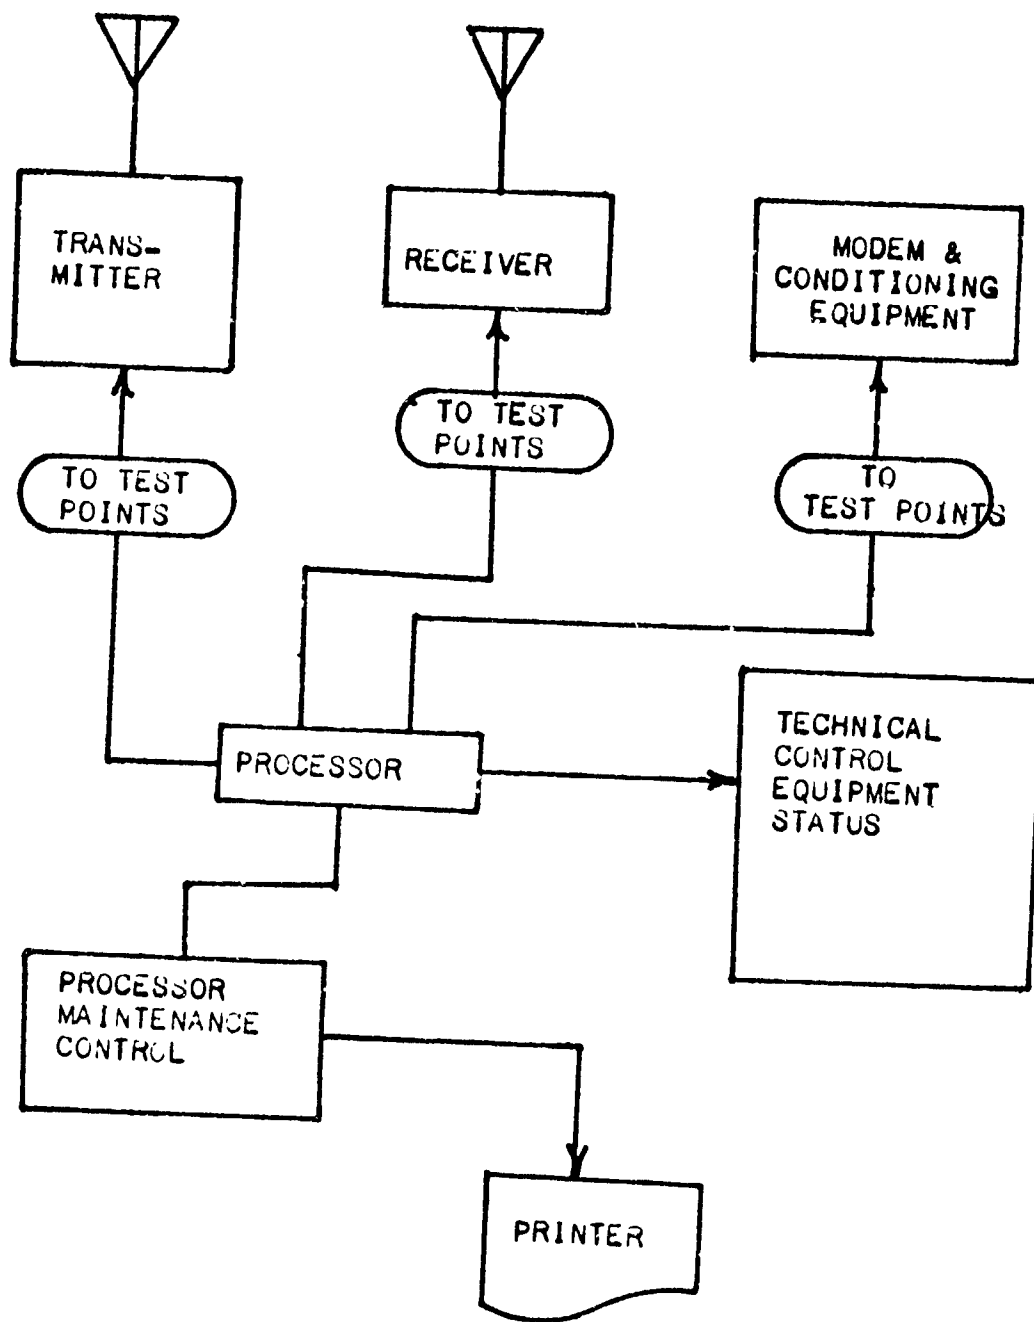 TRANS-
MITTER
RECEIVER
MODEM &
CONDITIONING
EQUIPMENT
TO TEST
POINTS
TO TEST
POINTS
TO
TEST POINTS
PROCESSOR
TECHNICAL
CONTROL
EQUIPMENT
STATUS
PROCESSOR
MAINTENANCE
CONTROL
PRINTER